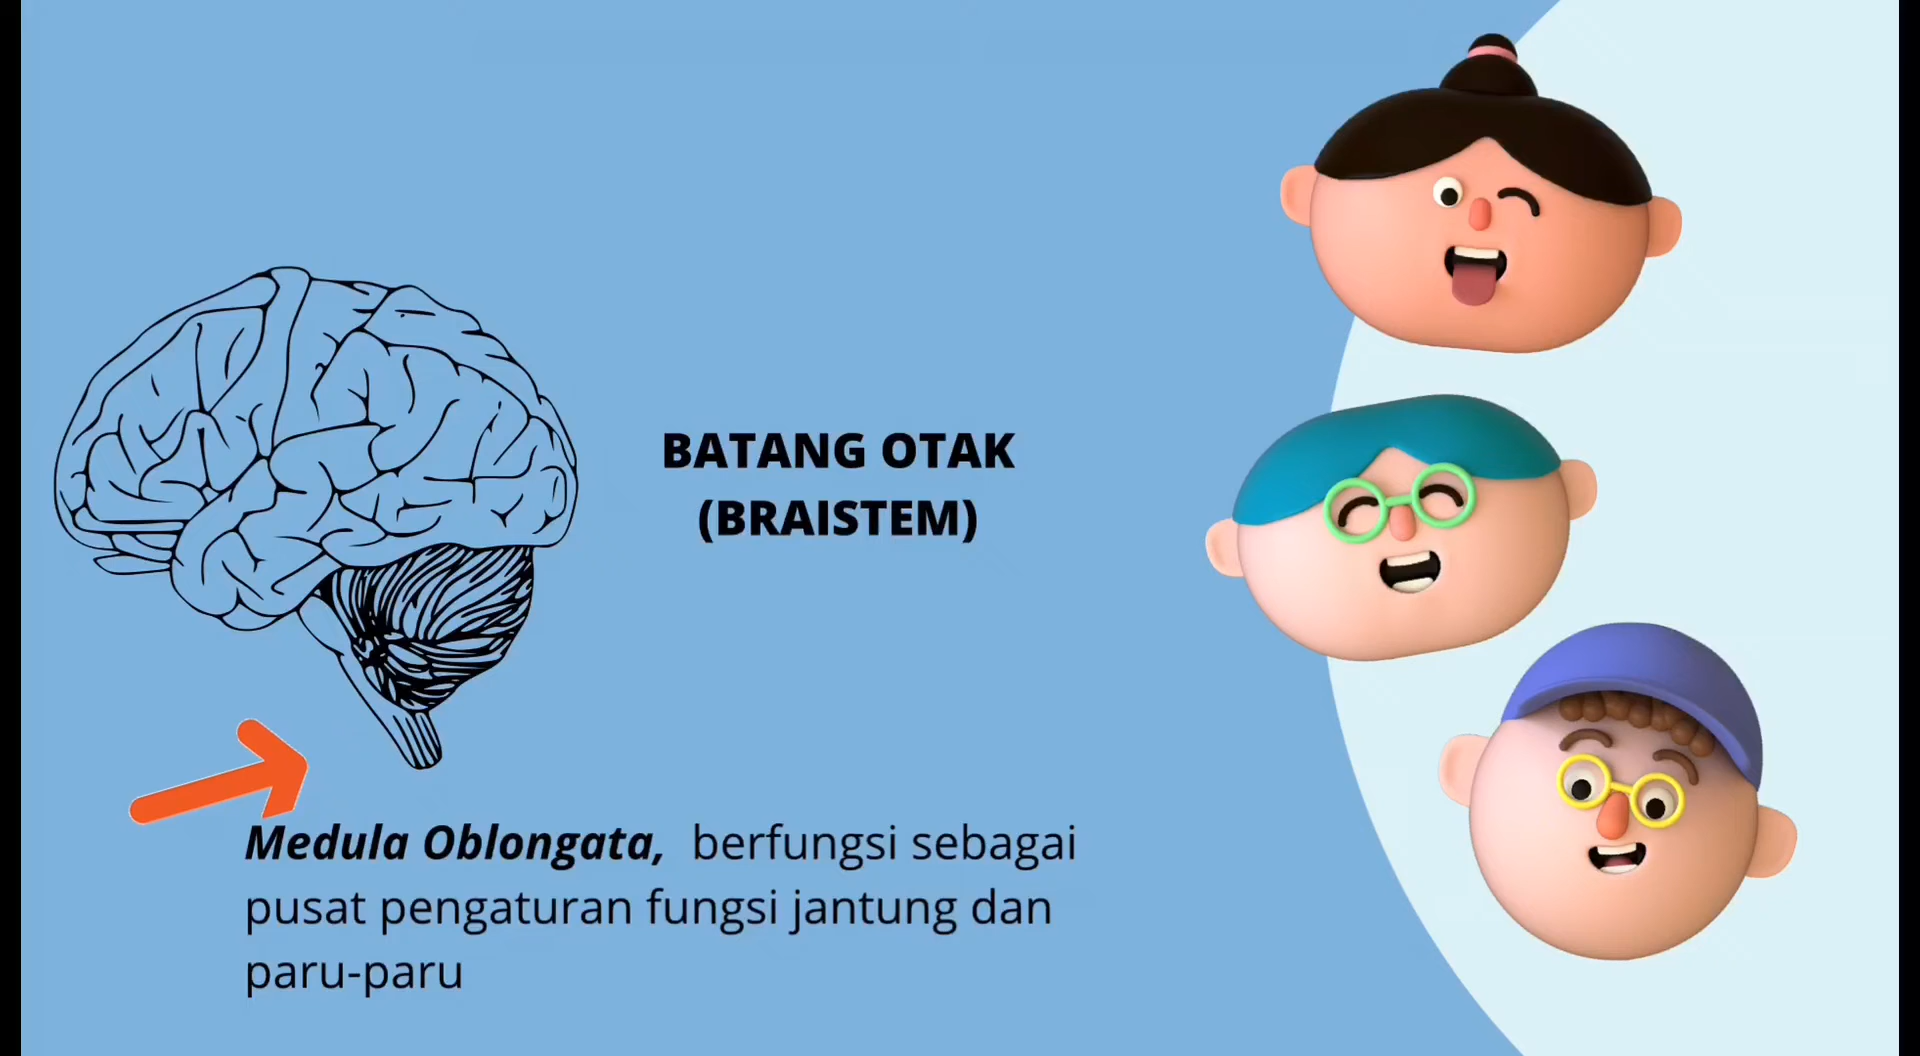 BATANG OTAK
(BRAISTEM)
Medula Oblongata, berfungsi sebagai
pusat pengaturan fungsi jantung dan
paru-paru